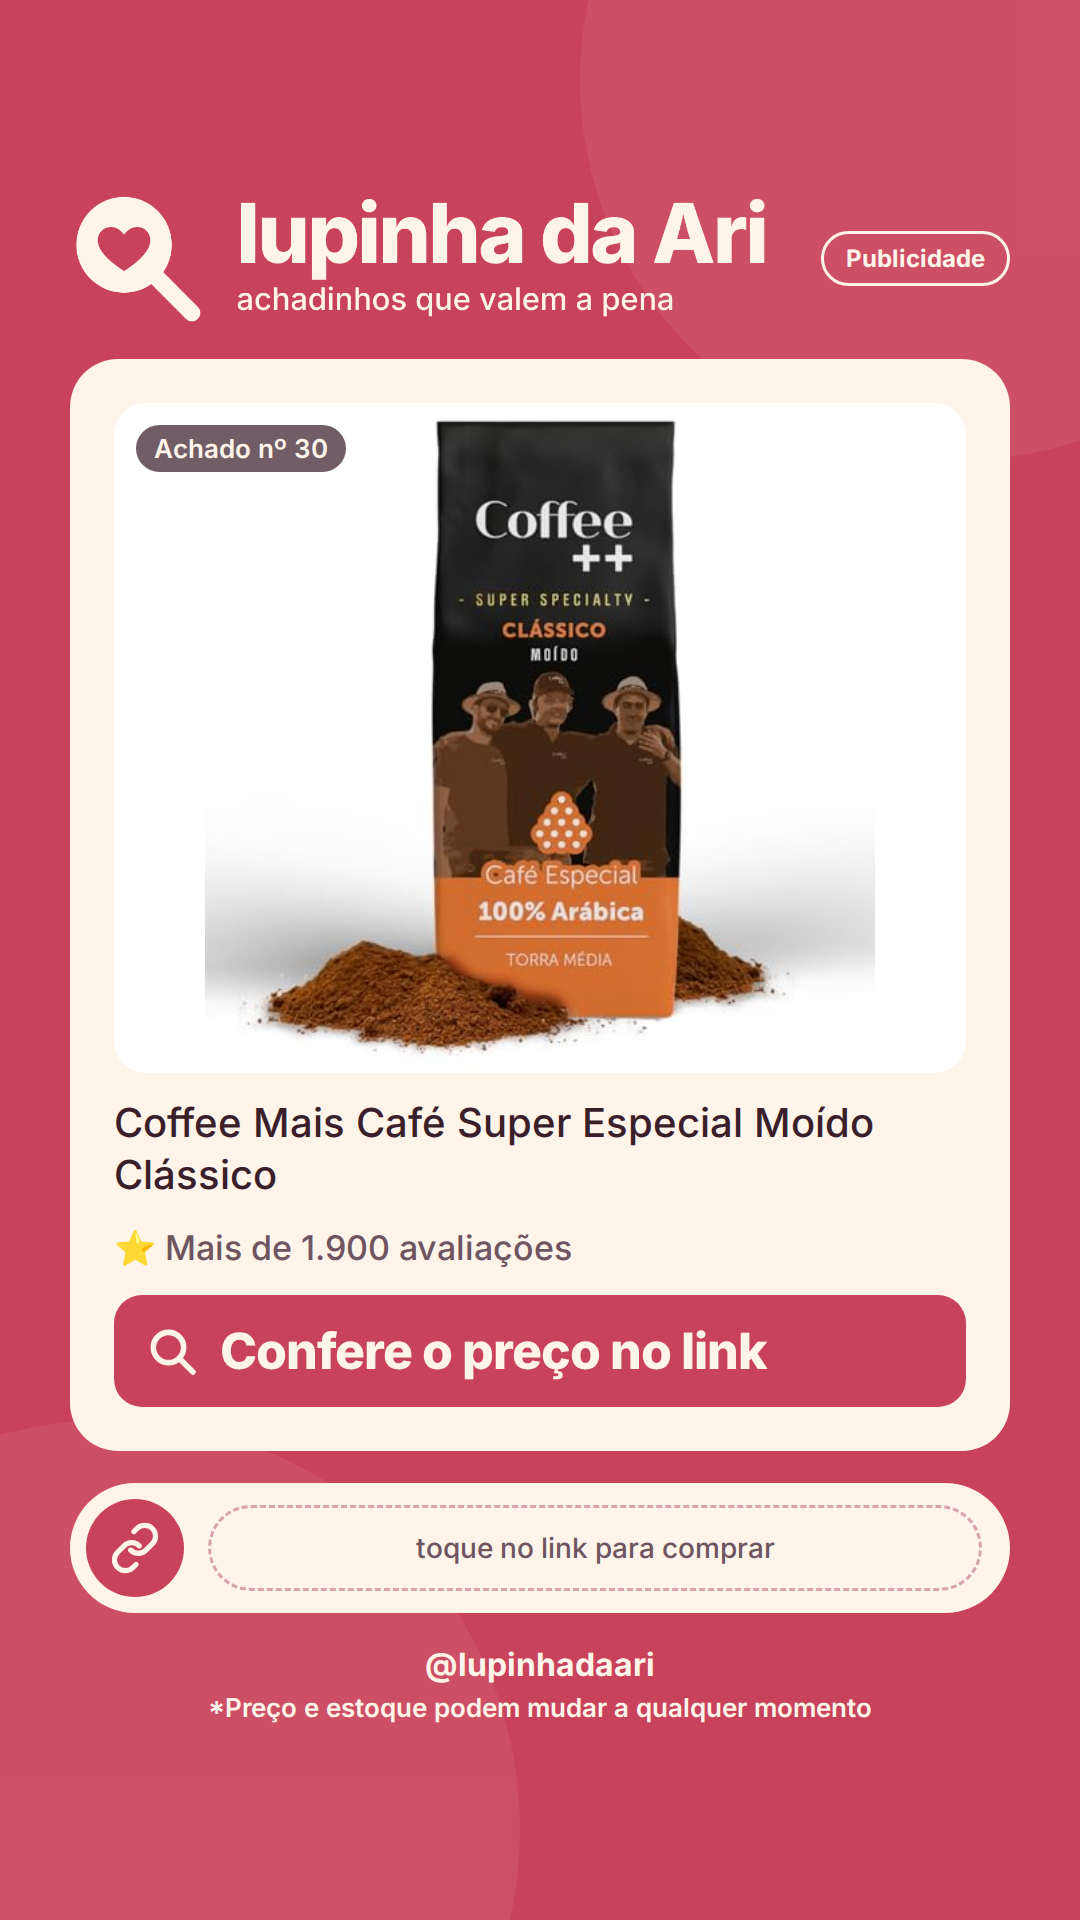 lupinha da Ari
achadinhos que valem a pena
Publicidade
Achado nº 30
Coffee
++
- SUPER SPECIALTY -
CLÁSSICO
MOÍDO
Café Especial
100% Arábica
TORRA MÉDIA
Coffee Mais Café Super Especial Moído
Clássico
⭐ Mais de 1.900 avaliações
Confere o preço no link
toque no link para comprar
@lupinhadaari
*Preço e estoque podem mudar a qualquer momento